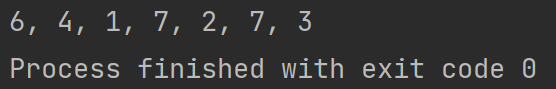 6, 4, 1, 7, 2, 7, 3
Process finished with exit code 0